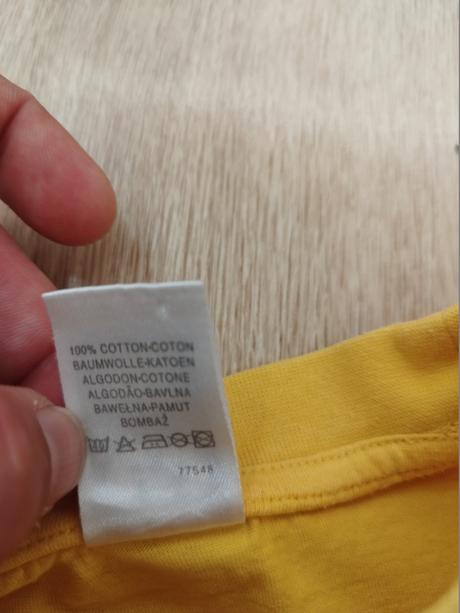 100% COTTON-COTON
BAUMWOLLE-KATOEN
ALGODON-COTONE
ALGODÃO-BAVLNA
BAWEŁNA-PAMUT
BOMBAŽ
77548